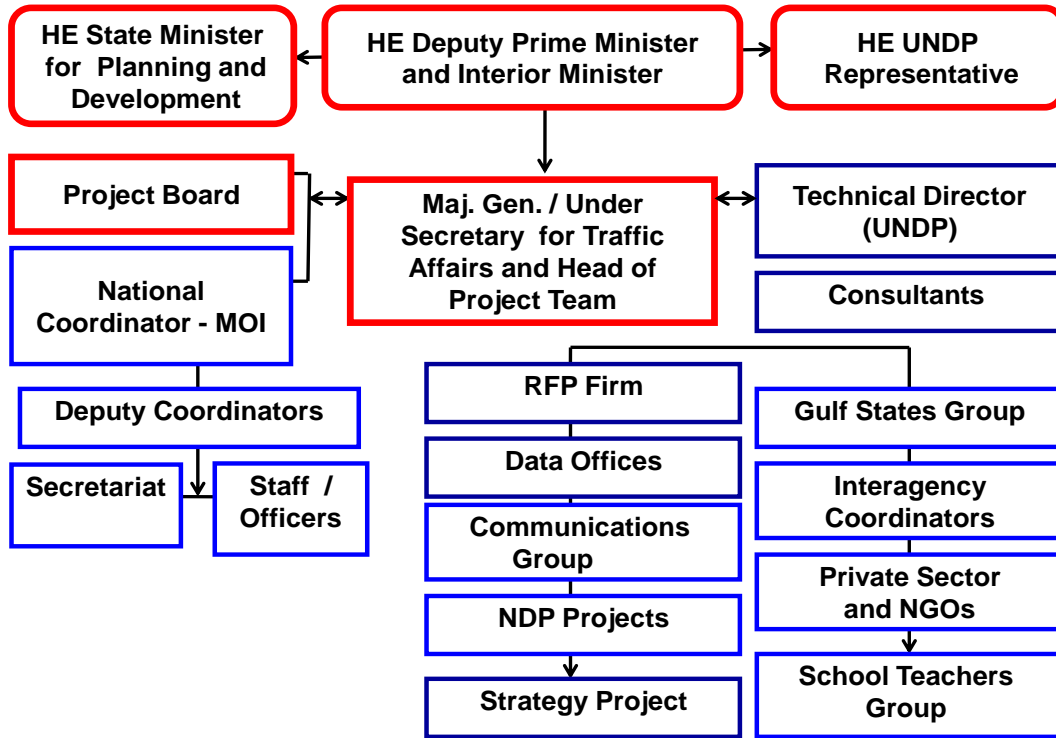 HE State Minister
for Planning and
Development
HE Deputy Prime Minister
and Interior Minister
HE UNDP
Representative
Project Board
Maj. Gen. / Under
Secretary for Traffic
Affairs and Head of
Project Team
Technical Director
(UNDP)
National
Coordinator - MOI
Consultants
Deputy Coordinators
Secretariat
Staff /
Officers
RFP Firm
Data Offices
Communications
Group
NDP Projects
Strategy Project
Gulf States Group
Interagency
Coordinators
Private Sector
and NGOs
School Teachers
Group